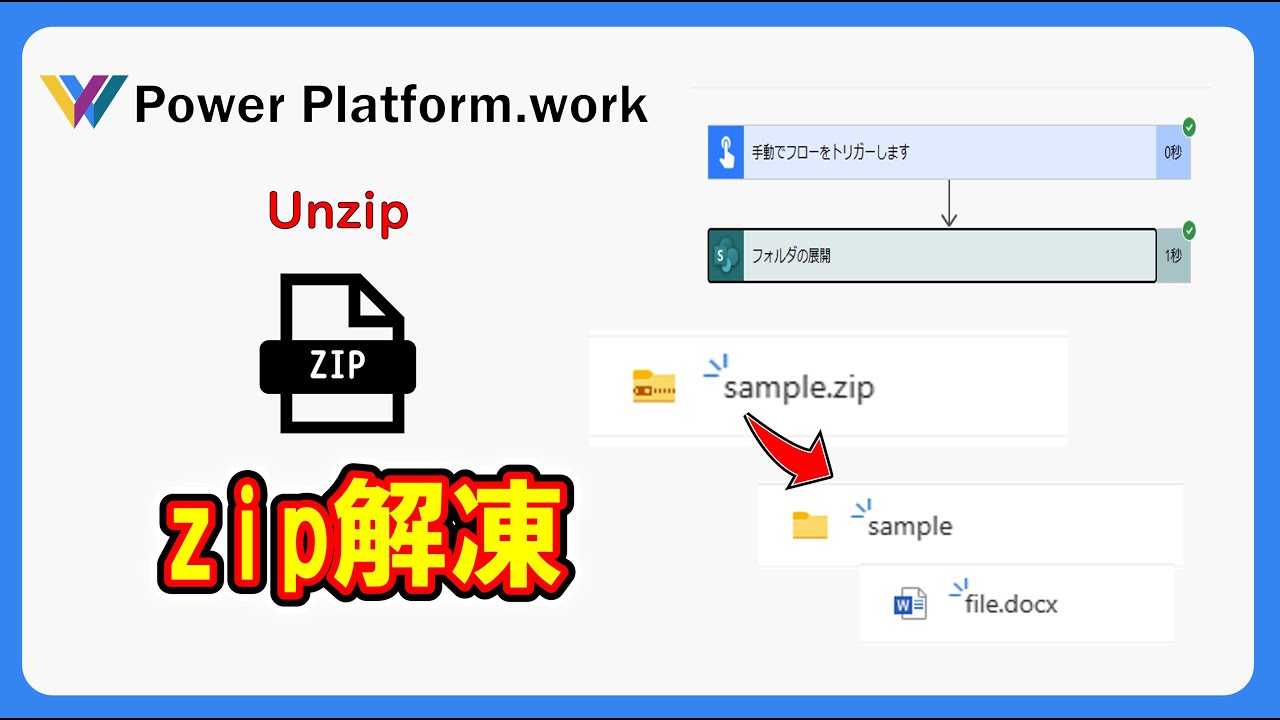 Power Platform.work
Unzip
ZIP
zip解凍
手動でフローをトリガーします
0秒
S
フォルダの展開
1秒
sample.zip
sample
W
file.docx